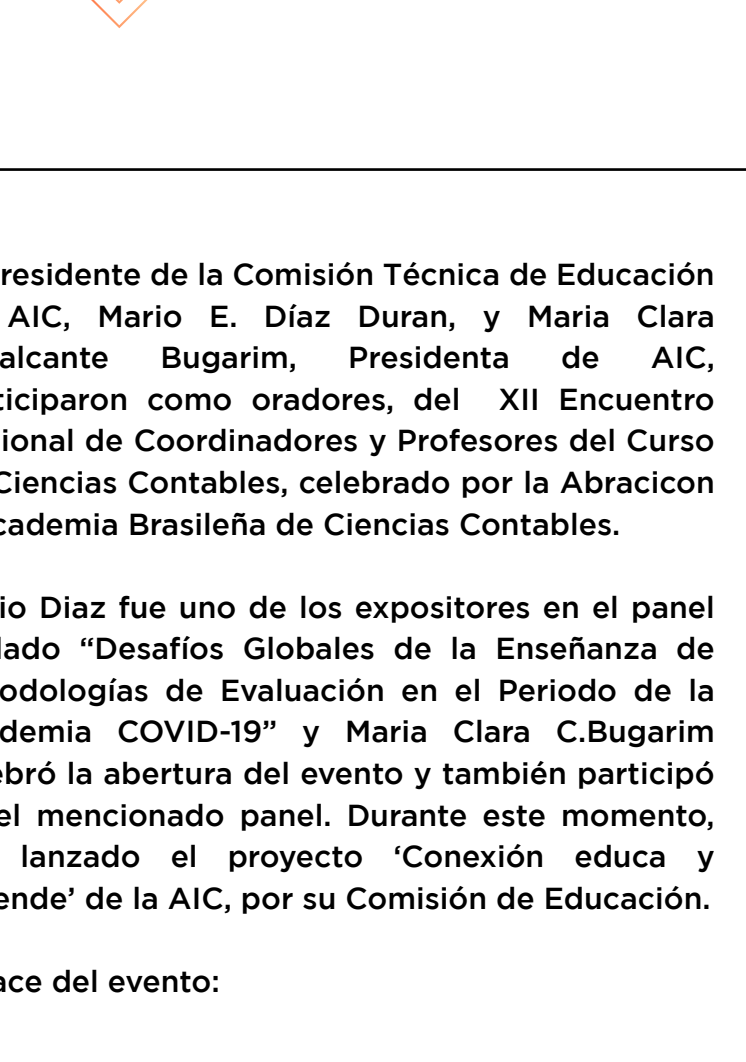 residente de la Comisión Técnica de Educación
AIC, Mario E. Díaz Duran, y Maria Clara
alcante Bugarim, Presidenta de AIC,
ticiparon como oradores, del XII Encuentro
ional de Coordinadores y Profesores del Curso
Ciencias Contables, celebrado por la Abracicon
cademia Brasileña de Ciencias Contables.
io Diaz fue uno de los expositores en el panel
lado “Desafíos Globales de la Enseñanza de
odologías de Evaluación en el Periodo de la
demia COVID-19” y Maria Clara C.Bugarim
ebró la abertura del evento y también participó
el mencionado panel. Durante este momento,
lanzado el proyecto ‘Conexión educa y
ende’ de la AIC, por su Comisión de Educación.
ace del evento: